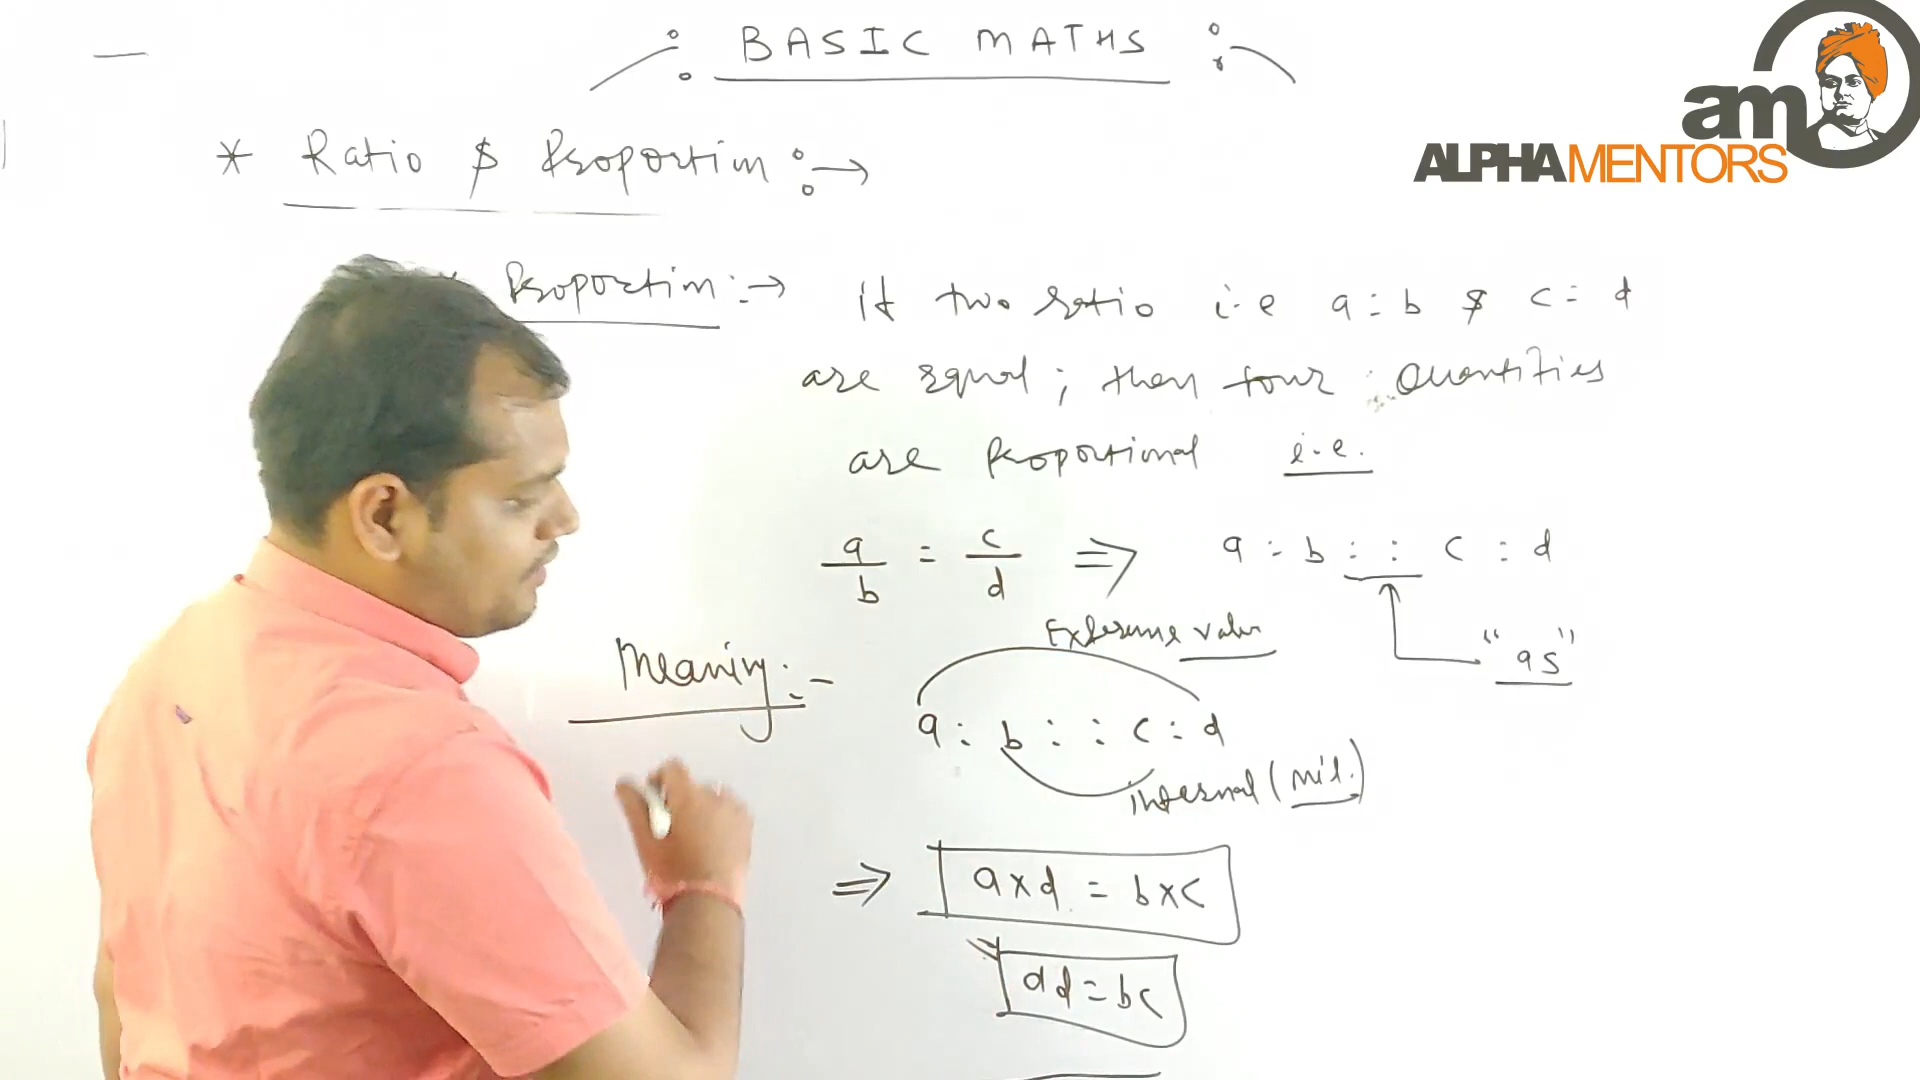 BASIC MATHS
am
ALPHAMENTORS
* Ratio & Proportion :→
Proportion :→ if two ratio i.e a : b & c : d
are equal ; then four quantities
are proportional i.e.
a/b = c/d ⇒ a : b : : c : d
Extreme value
"as"
Meaning :-
a : b : : c : d
internal (mid.)
⇒ a x d = b x c
ad = bc